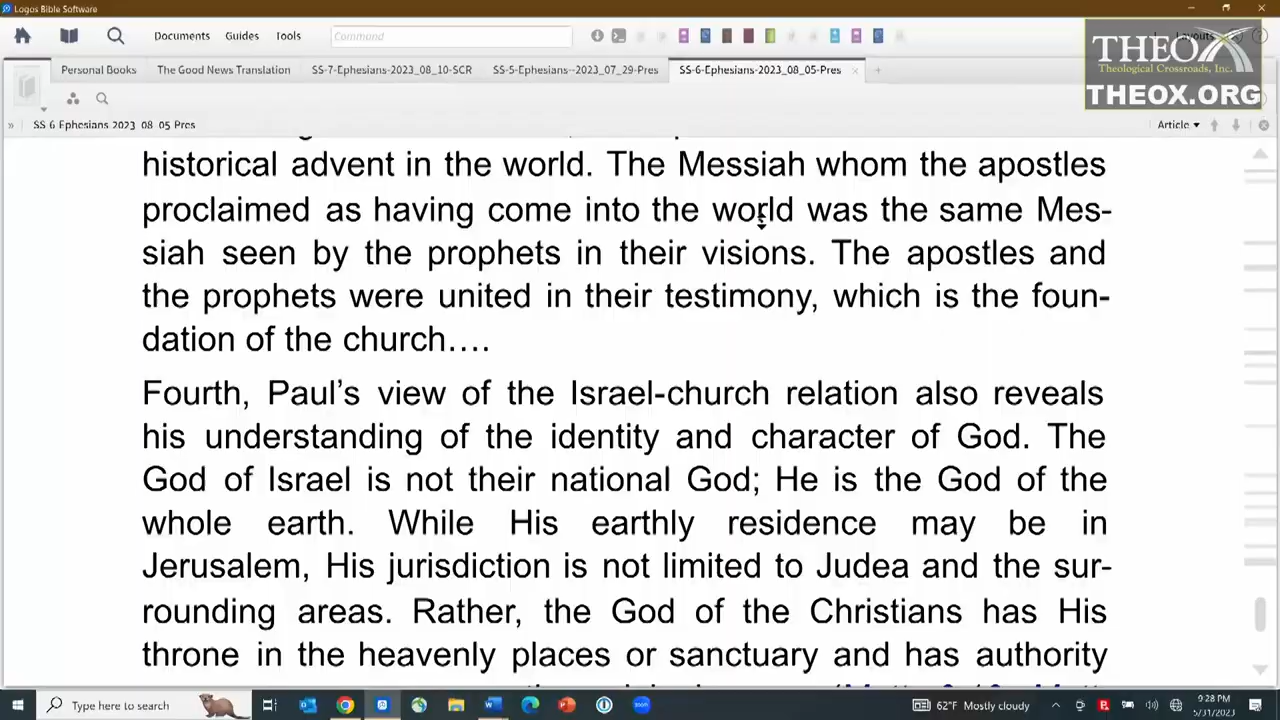 Logos Bible Software
Documents Guides Tools Command Layouts
THEOX
Theological Crossroads, Inc.
THEOX.ORG
Personal Books The Good News Translation SS-7-Ephesians-2023_08_12-SCG SS-5-Ephesians--2023_07_29-Pres SS-6-Ephesians-2023_08_05-Pres
SS-6-Ephesians-2023_08_05-Pres Article
historical advent in the world. The Messiah whom the apostles
proclaimed as having come into the world was the same Mes-
siah seen by the prophets in their visions. The apostles and
the prophets were united in their testimony, which is the foun-
dation of the church….
Fourth, Paul’s view of the Israel-church relation also reveals
his understanding of the identity and character of God. The
God of Israel is not their national God; He is the God of the
whole earth. While His earthly residence may be in
Jerusalem, His jurisdiction is not limited to Judea and the sur-
rounding areas. Rather, the God of the Christians has His
throne in the heavenly places or sanctuary and has authority
Type here to search 62°F Mostly cloudy 9:28 PM
5/31/2023